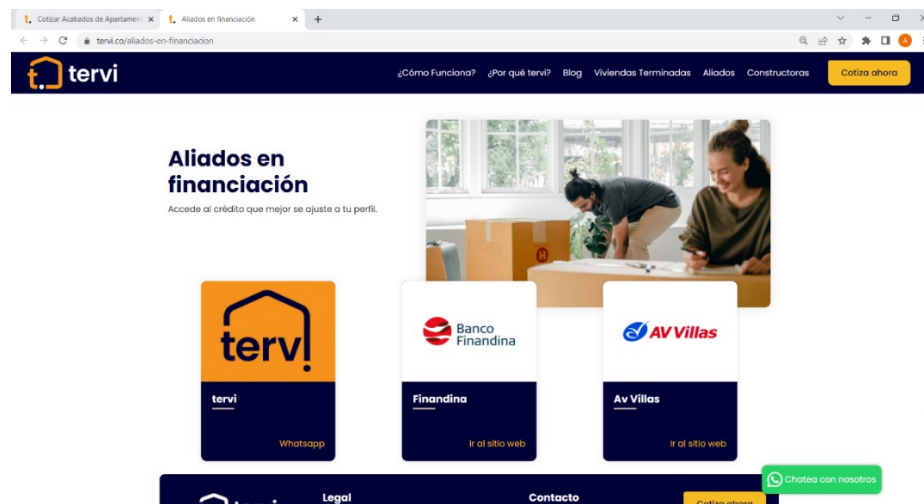 Cotizar Acabados de Apartamen
Aliados en financiación
tervi.co/aliados-en-financiacion
tervi
¿Cómo Funciona? ¿Por qué tervi? Blog Viviendas Terminadas Aliados Constructoras Cotiza ahora
Aliados en
financiación
Accede al crédito que mejor se ajuste a tu perfil.
H
tervi
Banco
Finandina
AV Villas
tervi
Finandina
Av Villas
Whatsapp
Ir al sitio web
Ir al sitio web
Chatea con nosotros
Legal
Contacto